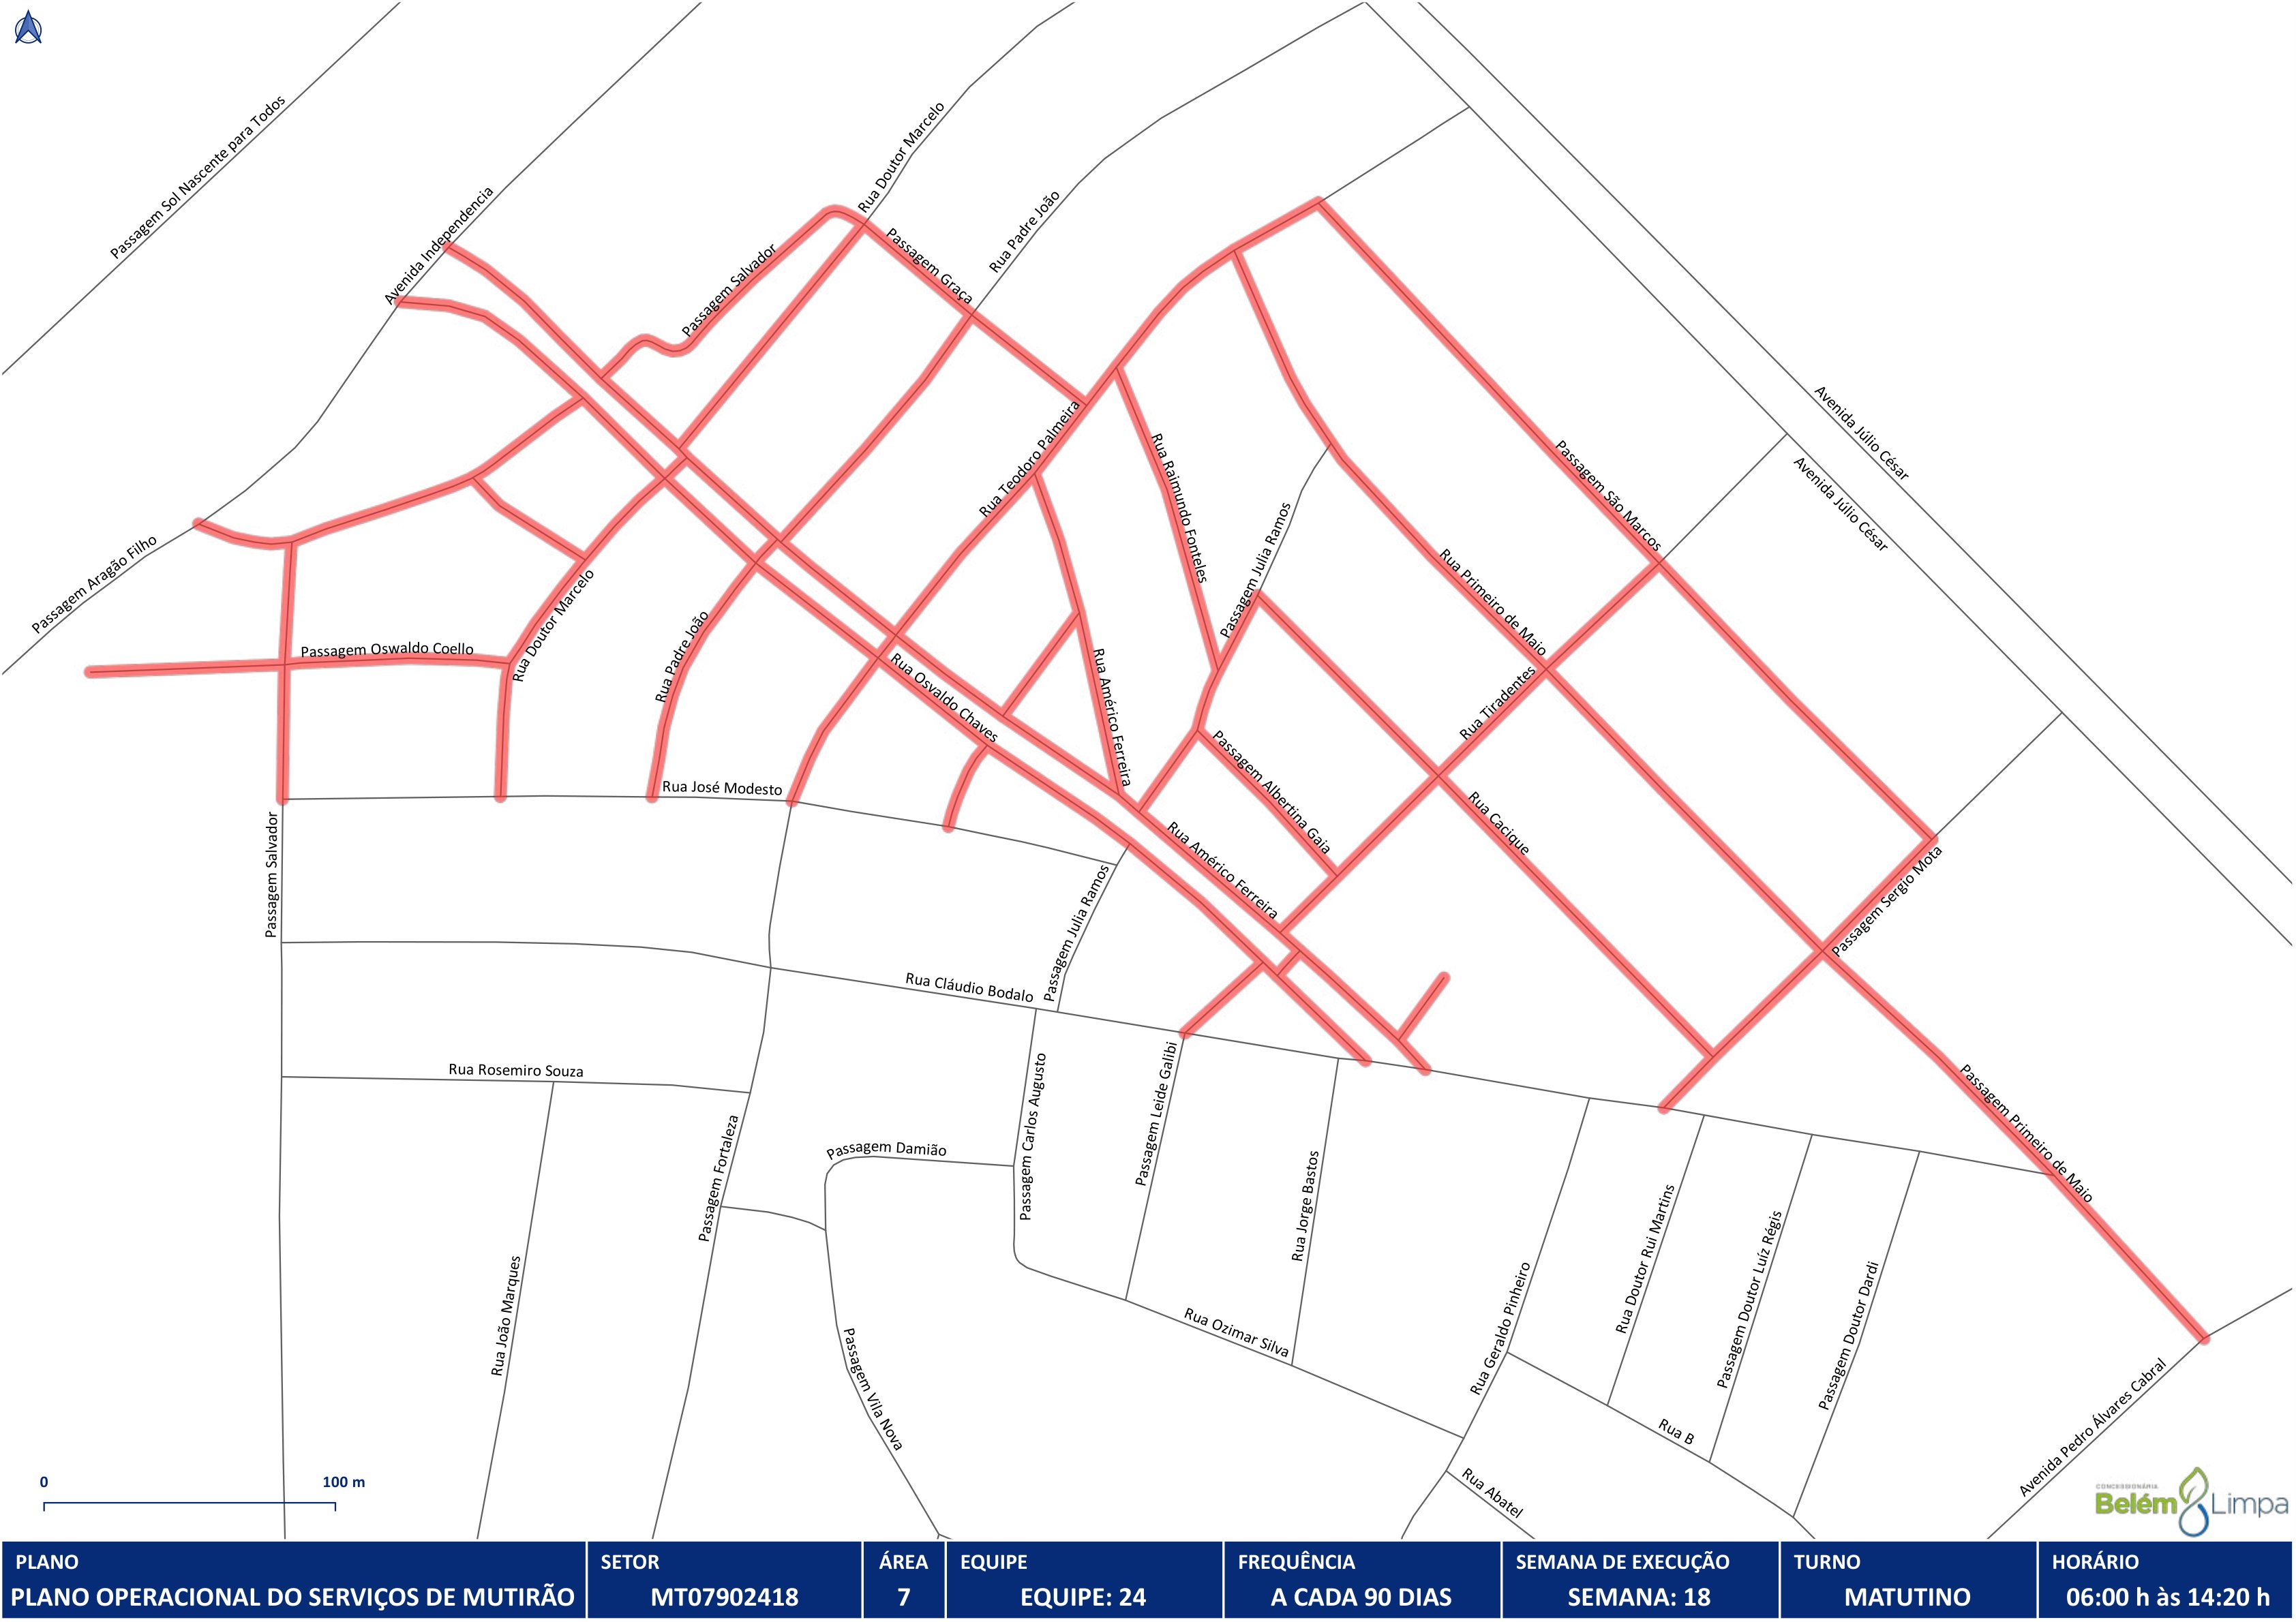 Passagem Sol Nascente para Todos
Avenida Independencia
Rua Doutor Marcelo
Rua Padre João
Passagem Salvador
Passagem Graça
Rua Teodoro Palmeira
Rua Raimundo Fonteles
Passagem Julia Ramos
Passagem São Marcos
Avenida Júlio César
Avenida Júlio César
Passagem Aragão Filho
Passagem Oswaldo Coello
Rua Doutor Marcelo
Rua Padre João
Rua Osvaldo Chaves
Rua Américo Ferreira
Rua Primeiro de Maio
Rua Tiradentes
Rua José Modesto
Passagem Albertina Gaia
Rua Cacique
Rua Américo Ferreira
Passagem Sergio Mota
Passagem Salvador
Passagem Julia Ramos
Rua Cláudio Bodalo
Rua Rosemiro Souza
Passagem Fortaleza
Passagem Damião
Passagem Carlos Augusto
Passagem Leide Galibi
Rua Jorge Bastos
Passagem Primeiro de Maio
Rua João Marques
Passagem Vila Nova
Rua Ozimar Silva
Rua Geraldo Pinheiro
Rua Doutor Rui Martins
Passagem Doutor Luíz Régis
Passagem Doutor Dardi
Rua B
Rua Abatel
Avenida Pedro Álvares Cabral
0 100 m
CONCESSIONÁRIA
Belém Limpa
PLANO
PLANO OPERACIONAL DO SERVIÇOS DE MUTIRÃO
SETOR
MT07902418
ÁREA
7
EQUIPE
EQUIPE: 24
FREQUÊNCIA
A CADA 90 DIAS
SEMANA DE EXECUÇÃO
SEMANA: 18
TURNO
MATUTINO
HORÁRIO
06:00 h às 14:20 h